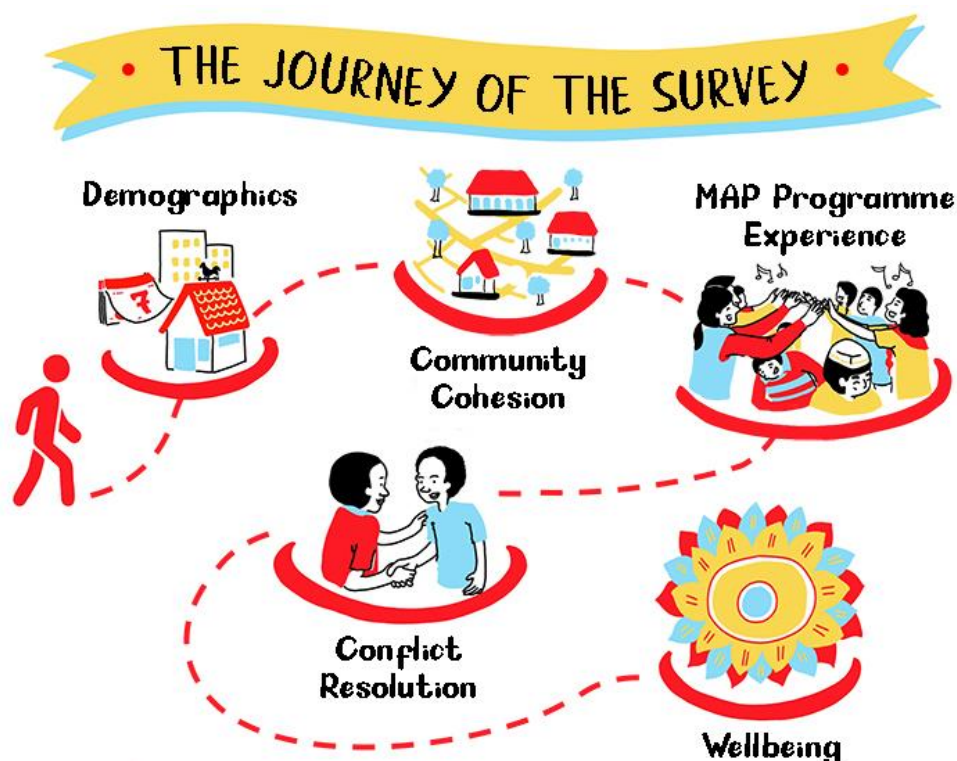 THE JOURNEY OF THE SURVEY
Demographics
7
Community
Cohesion
MAP Programme
Experience
Conflict
Resolution
Wellbeing